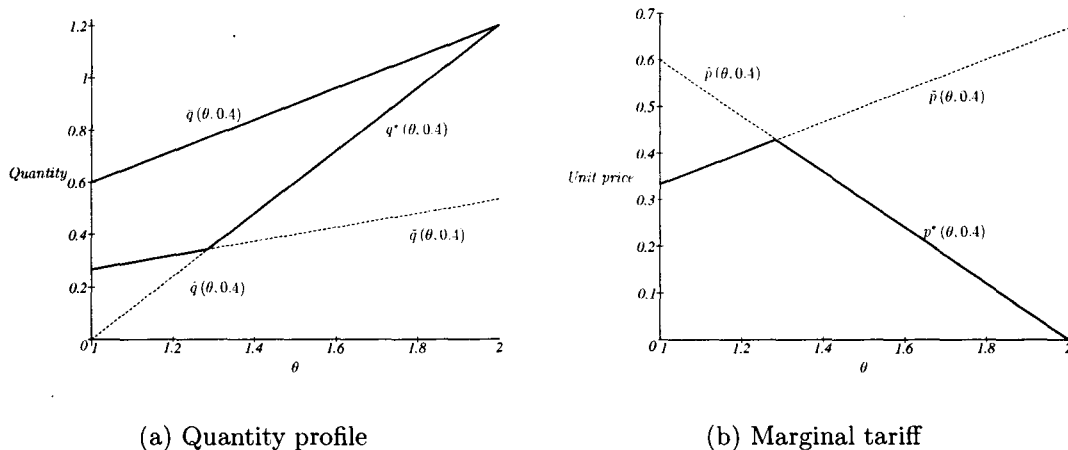 1.2
1
0.8
Quantity
0.6
0.4
0.2
0
1
1.2
1.4
1.6
1.8
2
θ
q̄(θ,0.4)
q*(θ,0.4)
q̃(θ,0.4)
q̂(θ,0.4)
(a) Quantity profile
0.7
0.6
0.5
0.4
Unit price
0.3
0.2
0.1
0
1
1.2
1.4
1.6
1.8
2
θ
p̂(θ,0.4)
p̃(θ,0.4)
p*(θ,0.4)
(b) Marginal tariff